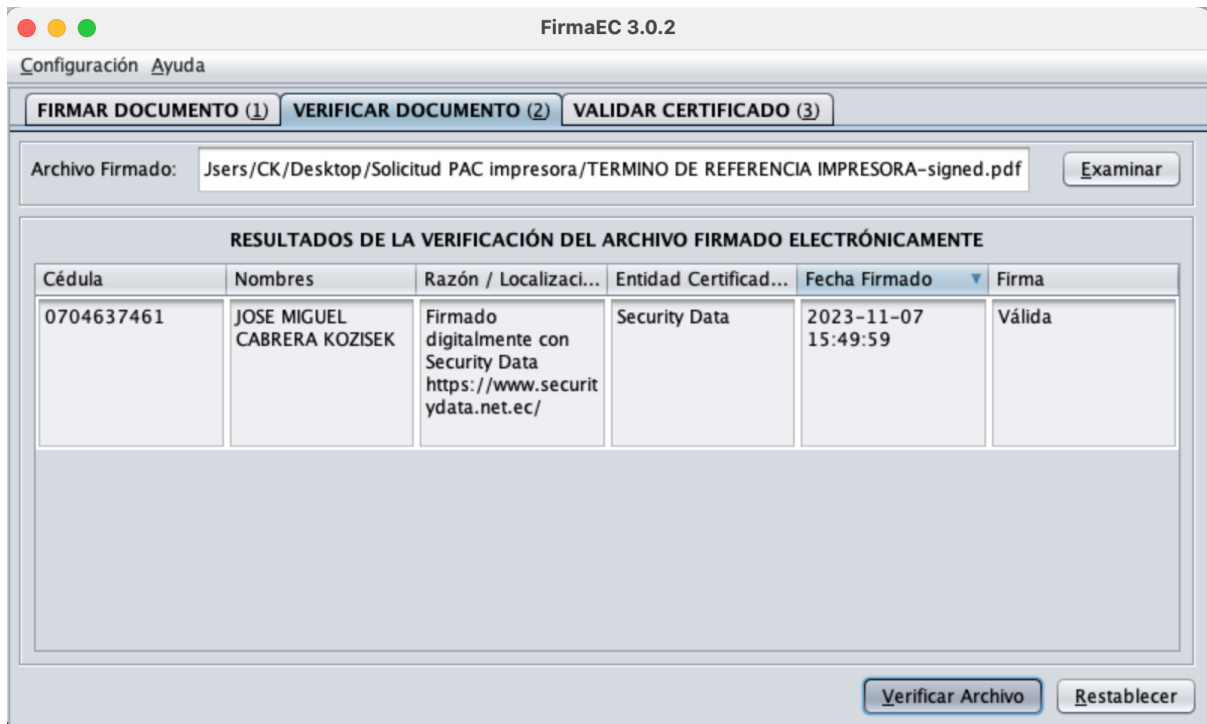 FirmaEC 3.0.2
Configuración Ayuda
FIRMAR DOCUMENTO (1) VERIFICAR DOCUMENTO (2) VALIDAR CERTIFICADO (3)
Archivo Firmado: Jsers/CK/Desktop/Solicitud PAC impresora/TERMINO DE REFERENCIA IMPRESORA-signed.pdf Examinar
RESULTADOS DE LA VERIFICACIÓN DEL ARCHIVO FIRMADO ELECTRÓNICAMENTE
Cédula Nombres Razón / Localizaci... Entidad Certificad... Fecha Firmado Firma
0704637461 JOSE MIGUEL Firmado Security Data 2023-11-07 Válida
CABRERA KOZISEK digitalmente con 15:49:59
Security Data
https://www.securit
ydata.net.ec/
Verificar Archivo Restablecer